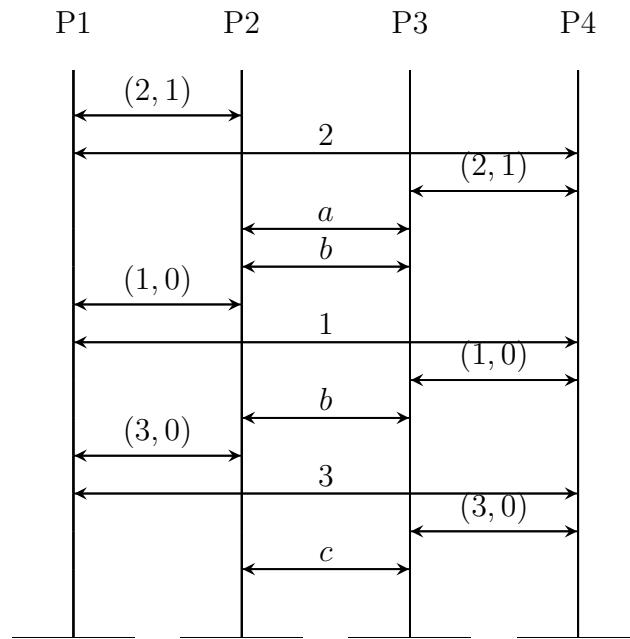 P1 P2 P3 P4
(2, 1)
2
(2, 1)
a
b
(1, 0)
1
(1, 0)
b
(3, 0)
3
(3, 0)
c